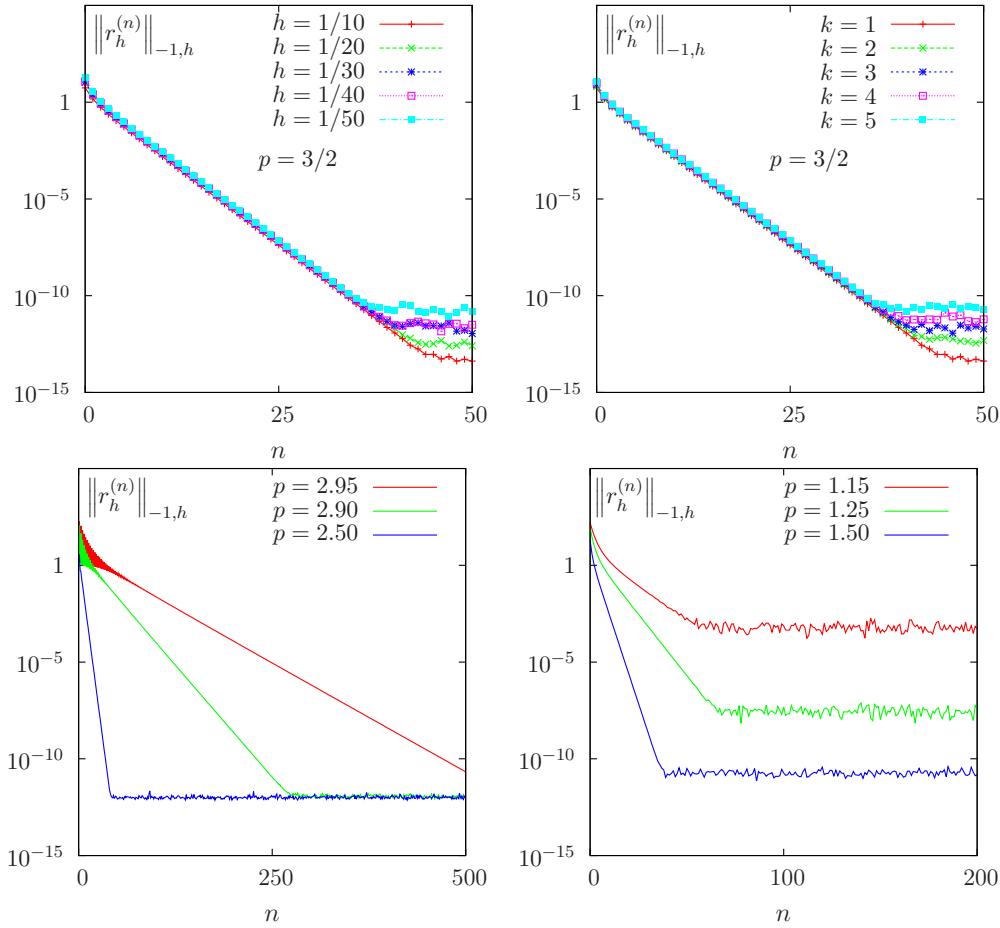 ‖r_h^(n)‖_{-1,h}
h = 1/10
h = 1/20
h = 1/30
h = 1/40
h = 1/50
p = 3/2
1
10^{-5}
10^{-10}
10^{-15}
0 25 50
n
‖r_h^(n)‖_{-1,h}
k = 1
k = 2
k = 3
k = 4
k = 5
p = 3/2
1
10^{-5}
10^{-10}
10^{-15}
0 25 50
n
‖r_h^(n)‖_{-1,h}
p = 2.95
p = 2.90
p = 2.50
1
10^{-5}
10^{-10}
10^{-15}
0 250 500
n
‖r_h^(n)‖_{-1,h}
p = 1.15
p = 1.25
p = 1.50
1
10^{-5}
10^{-10}
10^{-15}
0 100 200
n